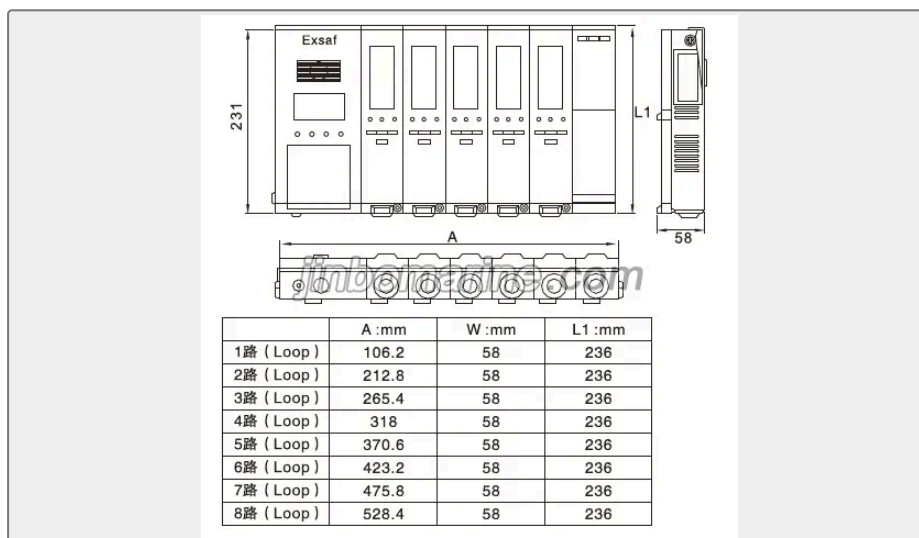 Exsaf
231
L1
58
A
jinbomarine.com
A :mm W :mm L1 :mm
1路 ( Loop ) 106.2 58 236
2路 ( Loop ) 212.8 58 236
3路 ( Loop ) 265.4 58 236
4路 ( Loop ) 318 58 236
5路 ( Loop ) 370.6 58 236
6路 ( Loop ) 423.2 58 236
7路 ( Loop ) 475.8 58 236
8路 ( Loop ) 528.4 58 236